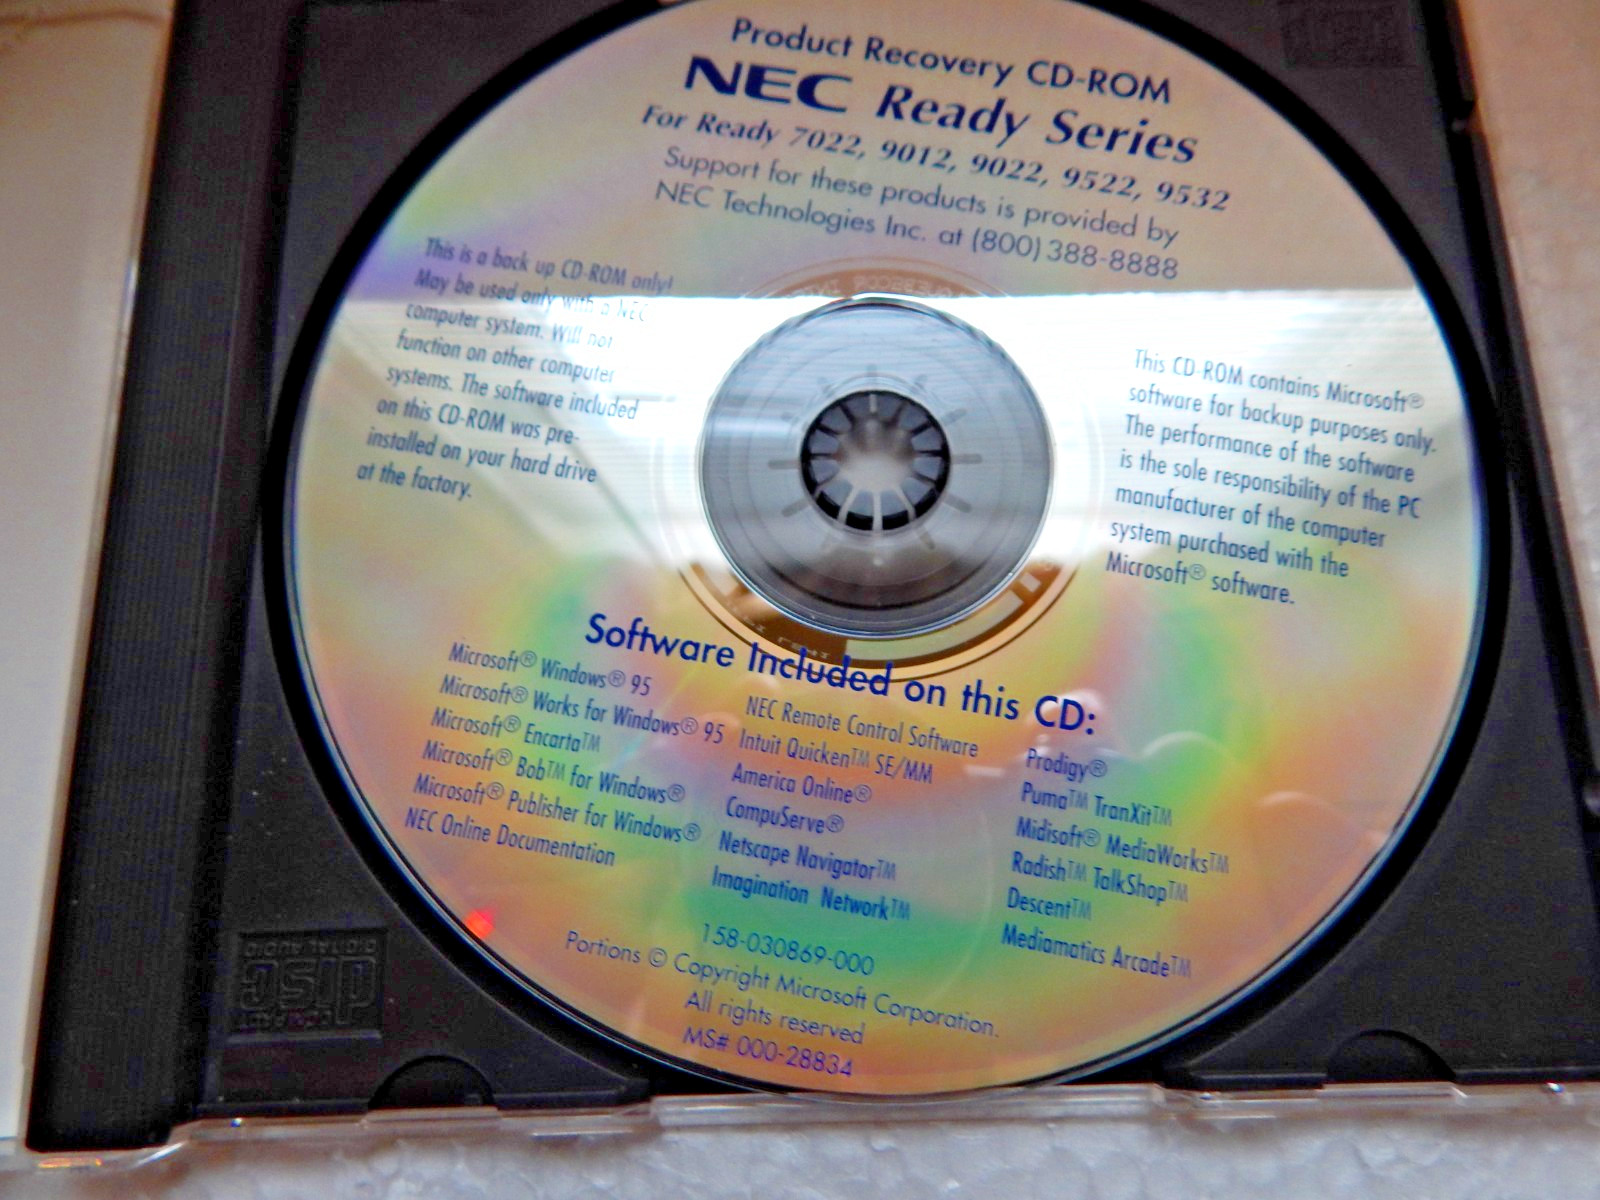 Product Recovery CD-ROM
NEC Ready Series
For Ready 7022, 9012, 9022, 9522, 9532
Support for these products is provided by
NEC Technologies Inc. at (800) 388-8888
This is a back up CD-ROM only!
May be used only with a NEC
computer system. Will not
function on other computer
systems. The software included
on this CD-ROM was pre-
installed on your hard drive
at the factory.
This CD-ROM contains Microsoft®
software for backup purposes only.
The performance of the software
is the sole responsibility of the PC
manufacturer of the computer
system purchased with the
Microsoft® software.
Software Included on this CD:
Microsoft® Windows® 95
Microsoft® Works for Windows® 95
Microsoft® Encarta™
Microsoft® Bob™ for Windows®
Microsoft® Publisher for Windows®
NEC Online Documentation
NEC Remote Control Software
Intuit Quicken™ SE/MM
America Online®
CompuServe®
Netscape Navigator™
Imagination Network™
Prodigy®
Puma™ TranXit™
Midisoft® MediaWorks™
Radish™ TalkShop™
Descent™
Mediamatics Arcade™
158-030869-000
Portions © Copyright Microsoft Corporation.
All rights reserved
MS# 000-28834
COMPACT
disc
DIGITAL AUDIO